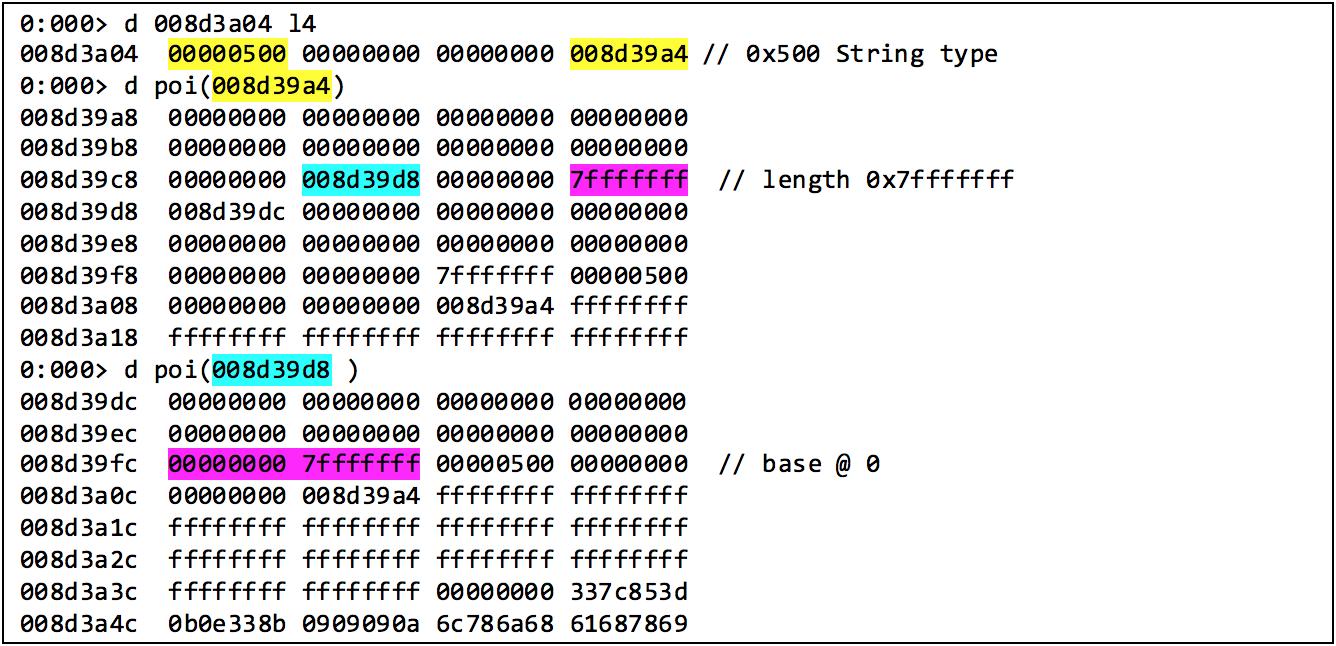 0:000> d 008d3a04 l4
008d3a04 00000500 00000000 00000000 008d39a4 // 0x500 String type
0:000> d poi(008d39a4)
008d39a8 00000000 00000000 00000000 00000000
008d39b8 00000000 00000000 00000000 00000000
008d39c8 00000000 008d39d8 00000000 7fffffff // length 0x7fffffff
008d39d8 008d39dc 00000000 00000000 00000000
008d39e8 00000000 00000000 00000000 00000000
008d39f8 00000000 00000000 7fffffff 00000500
008d3a08 00000000 00000000 008d39a4 ffffffff
008d3a18 ffffffff ffffffff ffffffff ffffffff
0:000> d poi(008d39d8 )
008d39dc 00000000 00000000 00000000 00000000
008d39ec 00000000 00000000 00000000 00000000
008d39fc 00000000 7fffffff 00000500 00000000 // base @ 0
008d3a0c 00000000 008d39a4 ffffffff ffffffff
008d3a1c ffffffff ffffffff ffffffff ffffffff
008d3a2c ffffffff ffffffff ffffffff ffffffff
008d3a3c ffffffff ffffffff 00000000 337c853d
008d3a4c 0b0e338b 0909090a 6c786a68 61687869